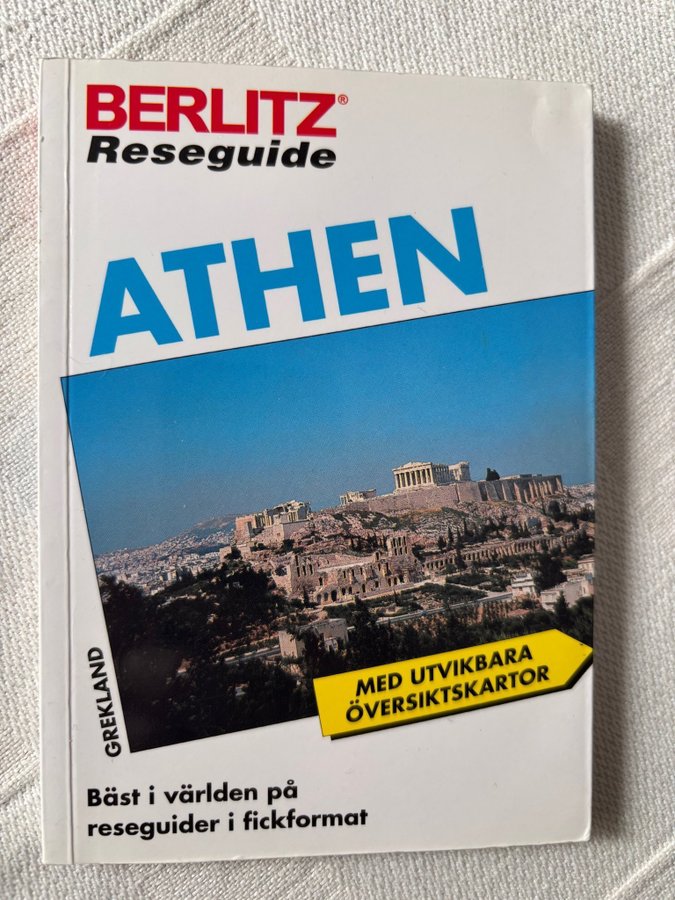 BERLITZ®
Reseguide
ATHEN
GREKLAND
MED UTVIKBARA
ÖVERSIKTSKARTOR
Bäst i världen på
reseguider i fickformat